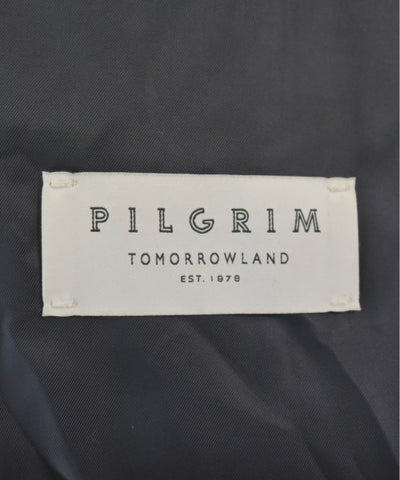 PILGRIM
TOMORROWLAND
EST. 1978